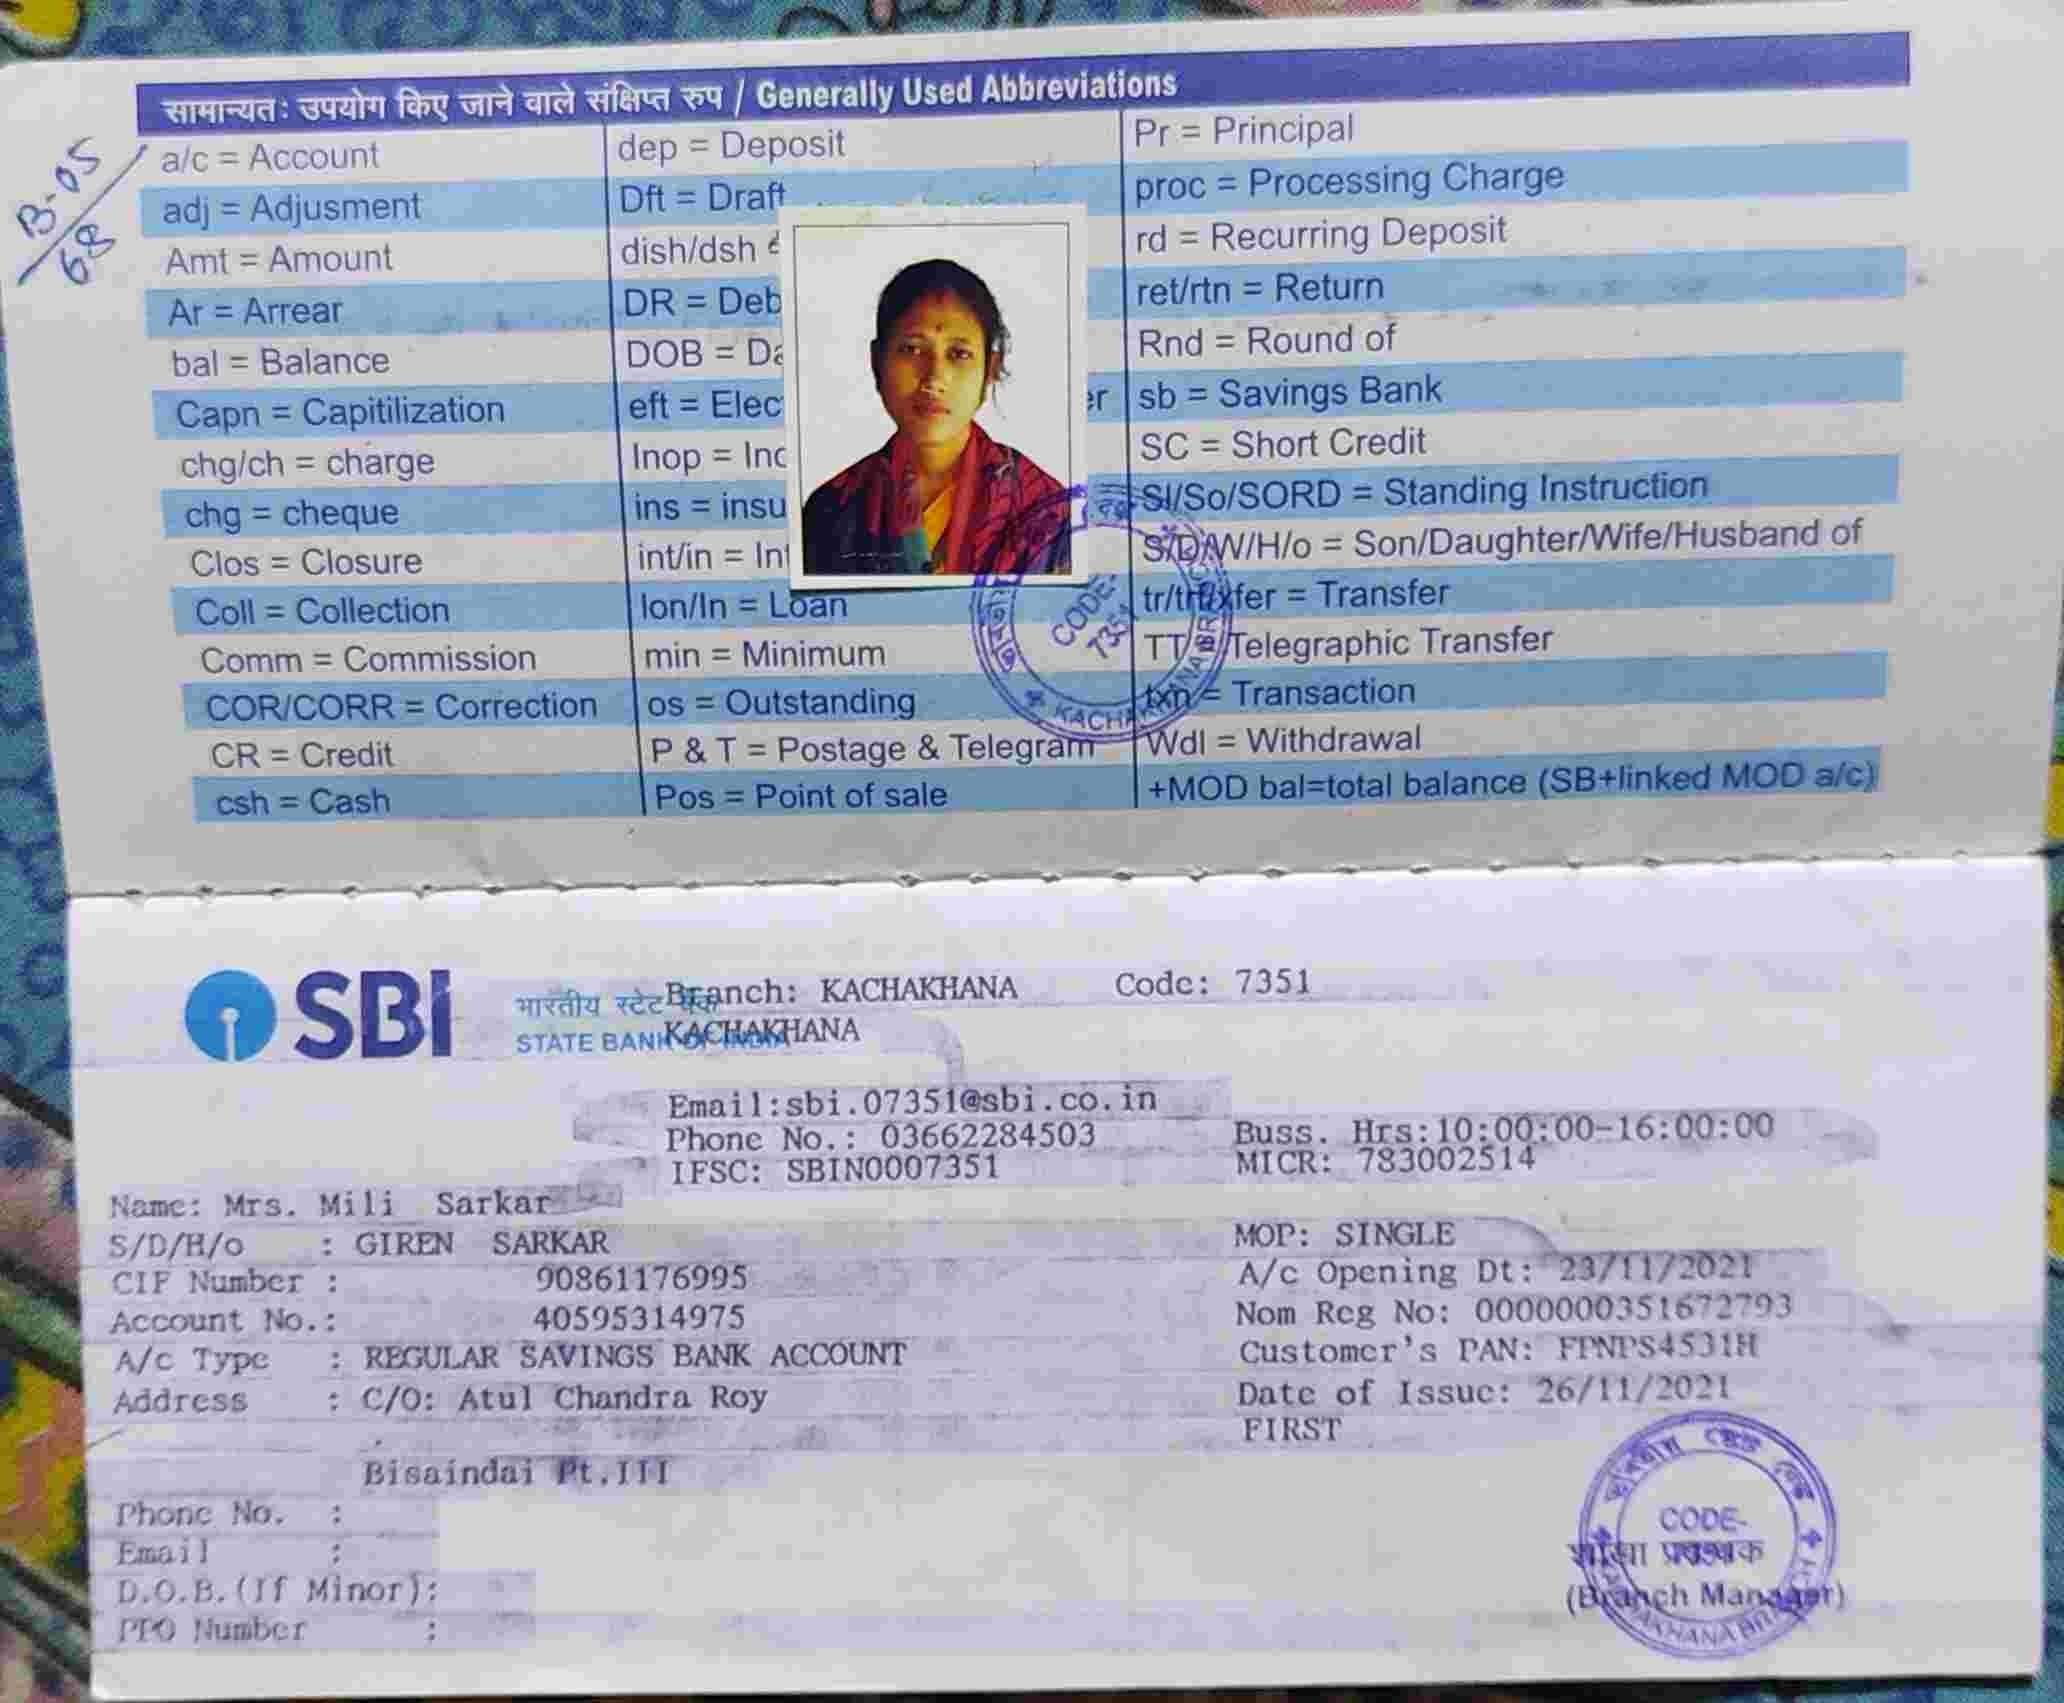 सामान्यतः उपयोग किए जाने वाले संक्षिप्त रुप / Generally Used Abbreviations
B-05
68
a/c = Account
adj = Adjusment
Amt = Amount
Ar = Arrear
bal = Balance
Capn = Capitilization
chg/ch = charge
chg = cheque
Clos = Closure
Coll = Collection
Comm = Commission
COR/CORR = Correction
CR = Credit
csh = Cash
dep = Deposit
Dft = Draft
dish/dsh
DR = Deb
DOB = Da
eft = Elec er
Inop = Ino
ins = insu
int/in = Int
lon/ln = Loan
min = Minimum
os = Outstanding
P & T = Postage & Telegram
Pos = Point of sale
Pr = Principal
proc = Processing Charge
rd = Recurring Deposit
ret/rtn = Return
Rnd = Round of
sb = Savings Bank
SC = Short Credit
SI/So/SORD = Standing Instruction
S/D/W/H/o = Son/Daughter/Wife/Husband of
tr/trf/xfer = Transfer
TT = Telegraphic Transfer
txn = Transaction
Wdl = Withdrawal
+MOD bal=total balance (SB+linked MOD a/c)
CODE-
7351
KACHAKHANA BRANCH
SBI
भारतीय स्टेट बैंक
STATE BANK OF INDIA
Branch: KACHAKHANA Code: 7351
KACHAKHANA
Email:sbi.07351@sbi.co.in
Phone No.: 03662284503 Buss. Hrs:10:00:00-16:00:00
IFSC: SBIN0007351 MICR: 783002514
Name: Mrs. Mili Sarkar
S/D/H/o : GIREN SARKAR MOP: SINGLE
CIF Number : 90861176995 A/c Opening Dt: 23/11/2021
Account No.: 40595314975 Nom Reg No: 0000000351672793
A/c Type : REGULAR SAVINGS BANK ACCOUNT Customer's PAN: FPNPS4531H
Address : C/O: Atul Chandra Roy Date of Issue: 26/11/2021
FIRST
Bisaindai Pt.III
Phone No. :
Email :
D.O.B.(If Minor):
PPO Number :
CODE-
शाखा प्रबन्धक
(Branch Manager)
KACHAKHANA BRANCH